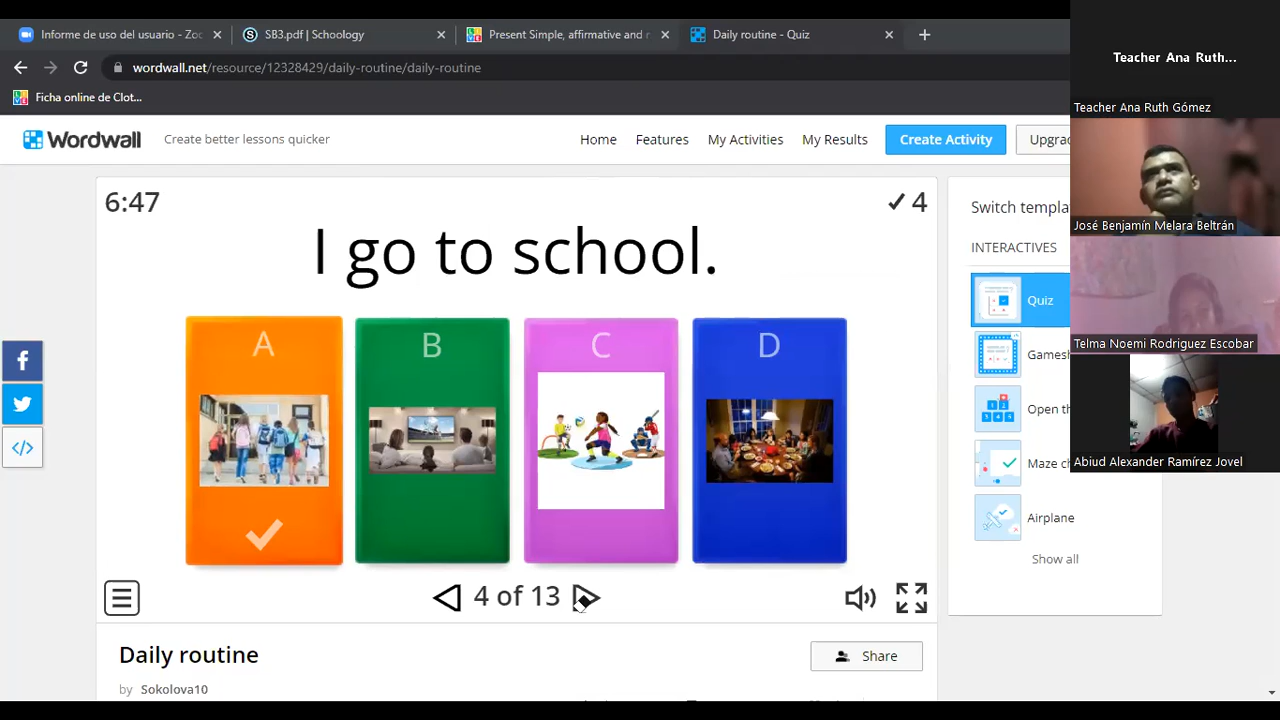 Informe de uso del usuario - Zoo
SB3.pdf | Schoology
Present Simple, affirmative and n
Daily routine - Quiz
wordwall.net/resource/12328429/daily-routine/daily-routine
Ficha online de Clot...
Wordwall
Create better lessons quicker
Home
Features
My Activities
My Results
Create Activity
Upgrad
6:47
4
I go to school.
A
B
C
D
4 of 13
Daily routine
by Sokolova10
Share
Switch templa
INTERACTIVES
Quiz
Gamesh
Open th
Maze ch
Airplane
Show all
Teacher Ana Ruth...
Teacher Ana Ruth Gómez
José Benjamín Melara Beltrán
Telma Noemi Rodriguez Escobar
Abiud Alexander Ramírez Jovel